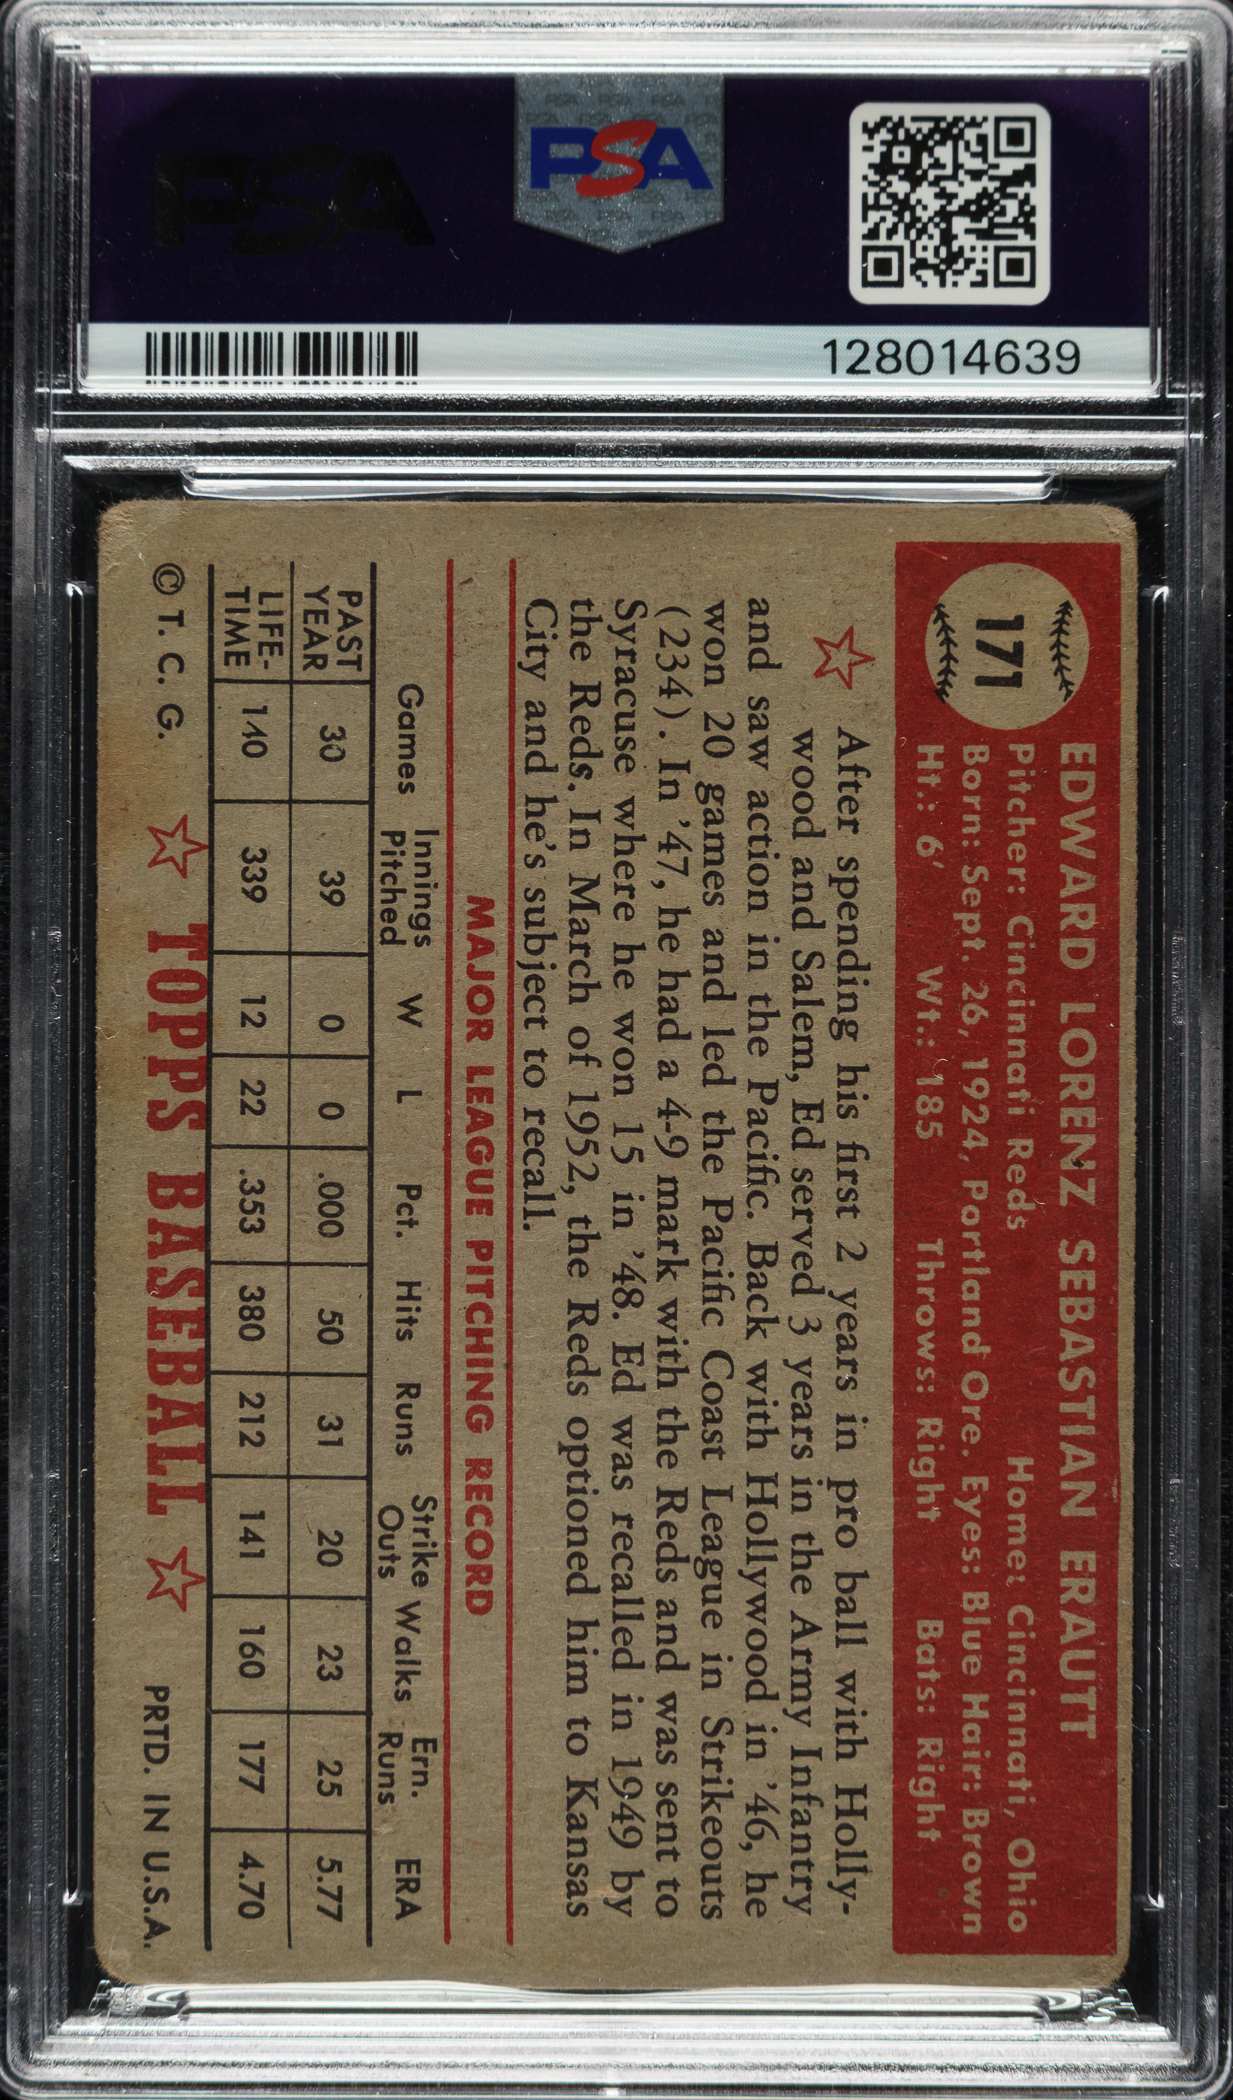 PSA
PSA
128014639
171
EDWARD LORENZ SEBASTIAN ERAUTT
Pitcher: Cincinnati Reds Home: Cincinnati, Ohio
Born: Sept. 26, 1924, Portland Ore. Eyes: Blue Hair: Brown
Ht.: 6' Wt.: 185 Throws: Right Bats: Right
After spending his first 2 years in pro ball with Holly-
wood and Salem, Ed served 3 years in the Army Infantry
and saw action in the Pacific. Back with Hollywood in '46, he
won 20 games and led the Pacific Coast League in Strikeouts
(234). In '47, he had a 4-9 mark with the Reds and was sent to
Syracuse where he won 15 in '48. Ed was recalled in 1949 by
the Reds. In March of 1952, the Reds optioned him to Kansas
City and he's subject to recall.
MAJOR LEAGUE PITCHING RECORD
Games Innings Pitched W L Pct. Hits Runs Strike Outs Walks Ern. Runs ERA
PAST YEAR 30 39 0 0 .000 50 31 20 23 25 5.77
LIFE-TIME 140 339 12 22 .353 380 212 141 160 177 4.70
© T. C. G. TOPPS BASEBALL PRTD. IN U.S.A.